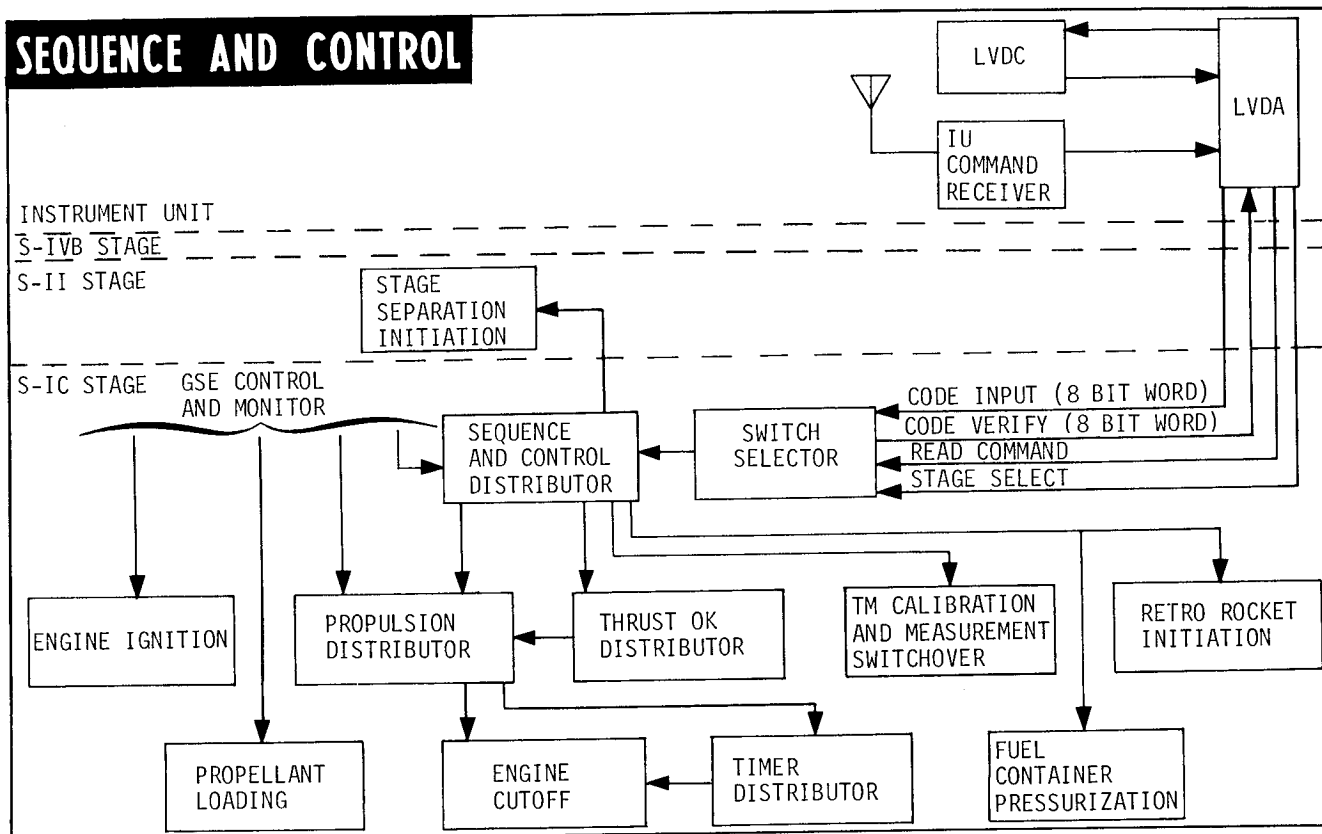 SEQUENCE AND CONTROL
LVDC
LVDA
IU
COMMAND
RECEIVER
INSTRUMENT UNIT
S-IVB STAGE
S-II STAGE
STAGE
SEPARATION
INITIATION
S-IC STAGE
GSE CONTROL
AND MONITOR
SEQUENCE
AND CONTROL
DISTRIBUTOR
SWITCH
SELECTOR
CODE INPUT (8 BIT WORD)
CODE VERIFY (8 BIT WORD)
READ COMMAND
STAGE SELECT
ENGINE IGNITION
PROPULSION
DISTRIBUTOR
THRUST OK
DISTRIBUTOR
TM CALIBRATION
AND MEASUREMENT
SWITCHOVER
RETRO ROCKET
INITIATION
PROPELLANT
LOADING
ENGINE
CUTOFF
TIMER
DISTRIBUTOR
FUEL
CONTAINER
PRESSURIZATION